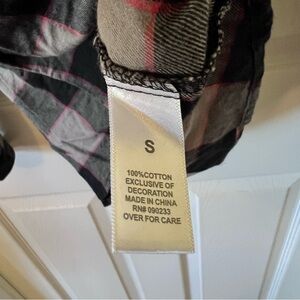 S
100%COTTON
EXCLUSIVE OF
DECORATION
MADE IN CHINA
RN# 090233
OVER FOR CARE